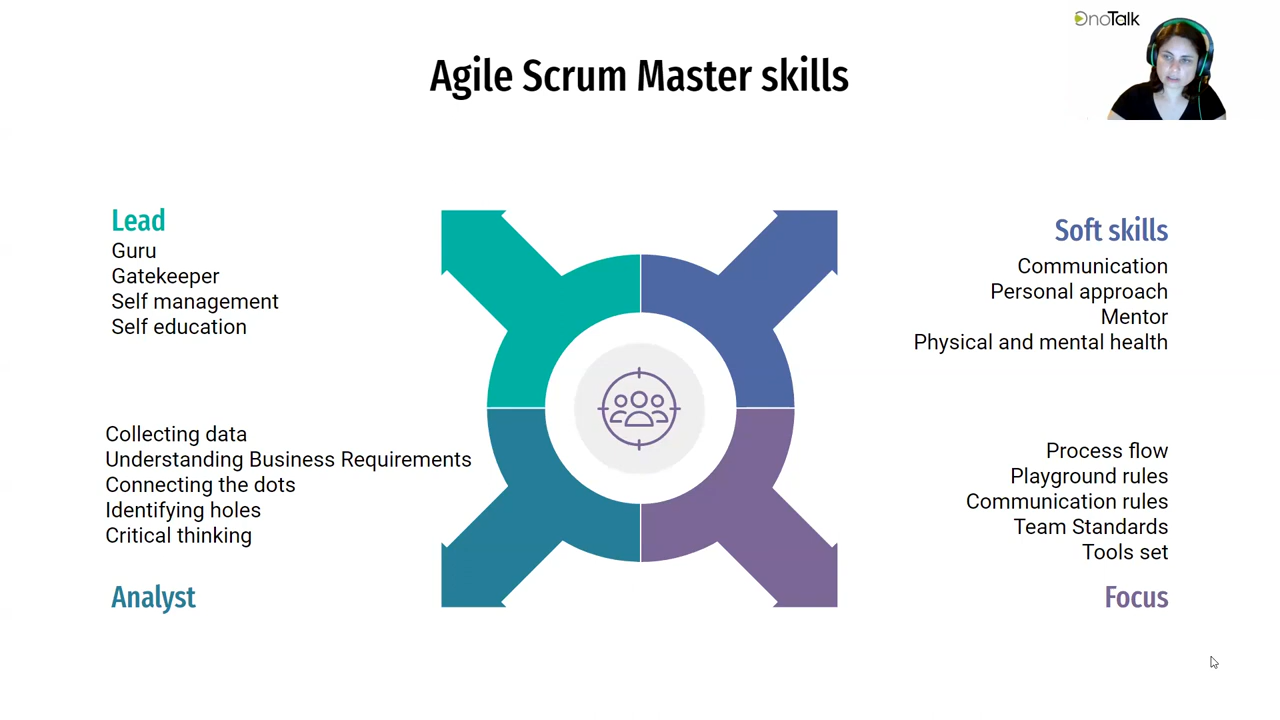 OnoTalk
Agile Scrum Master skills
Lead
Guru
Gatekeeper
Self management
Self education
Soft skills
Communication
Personal approach
Mentor
Physical and mental health
Collecting data
Understanding Business Requirements
Connecting the dots
Identifying holes
Critical thinking
Analyst
Process flow
Playground rules
Communication rules
Team Standards
Tools set
Focus